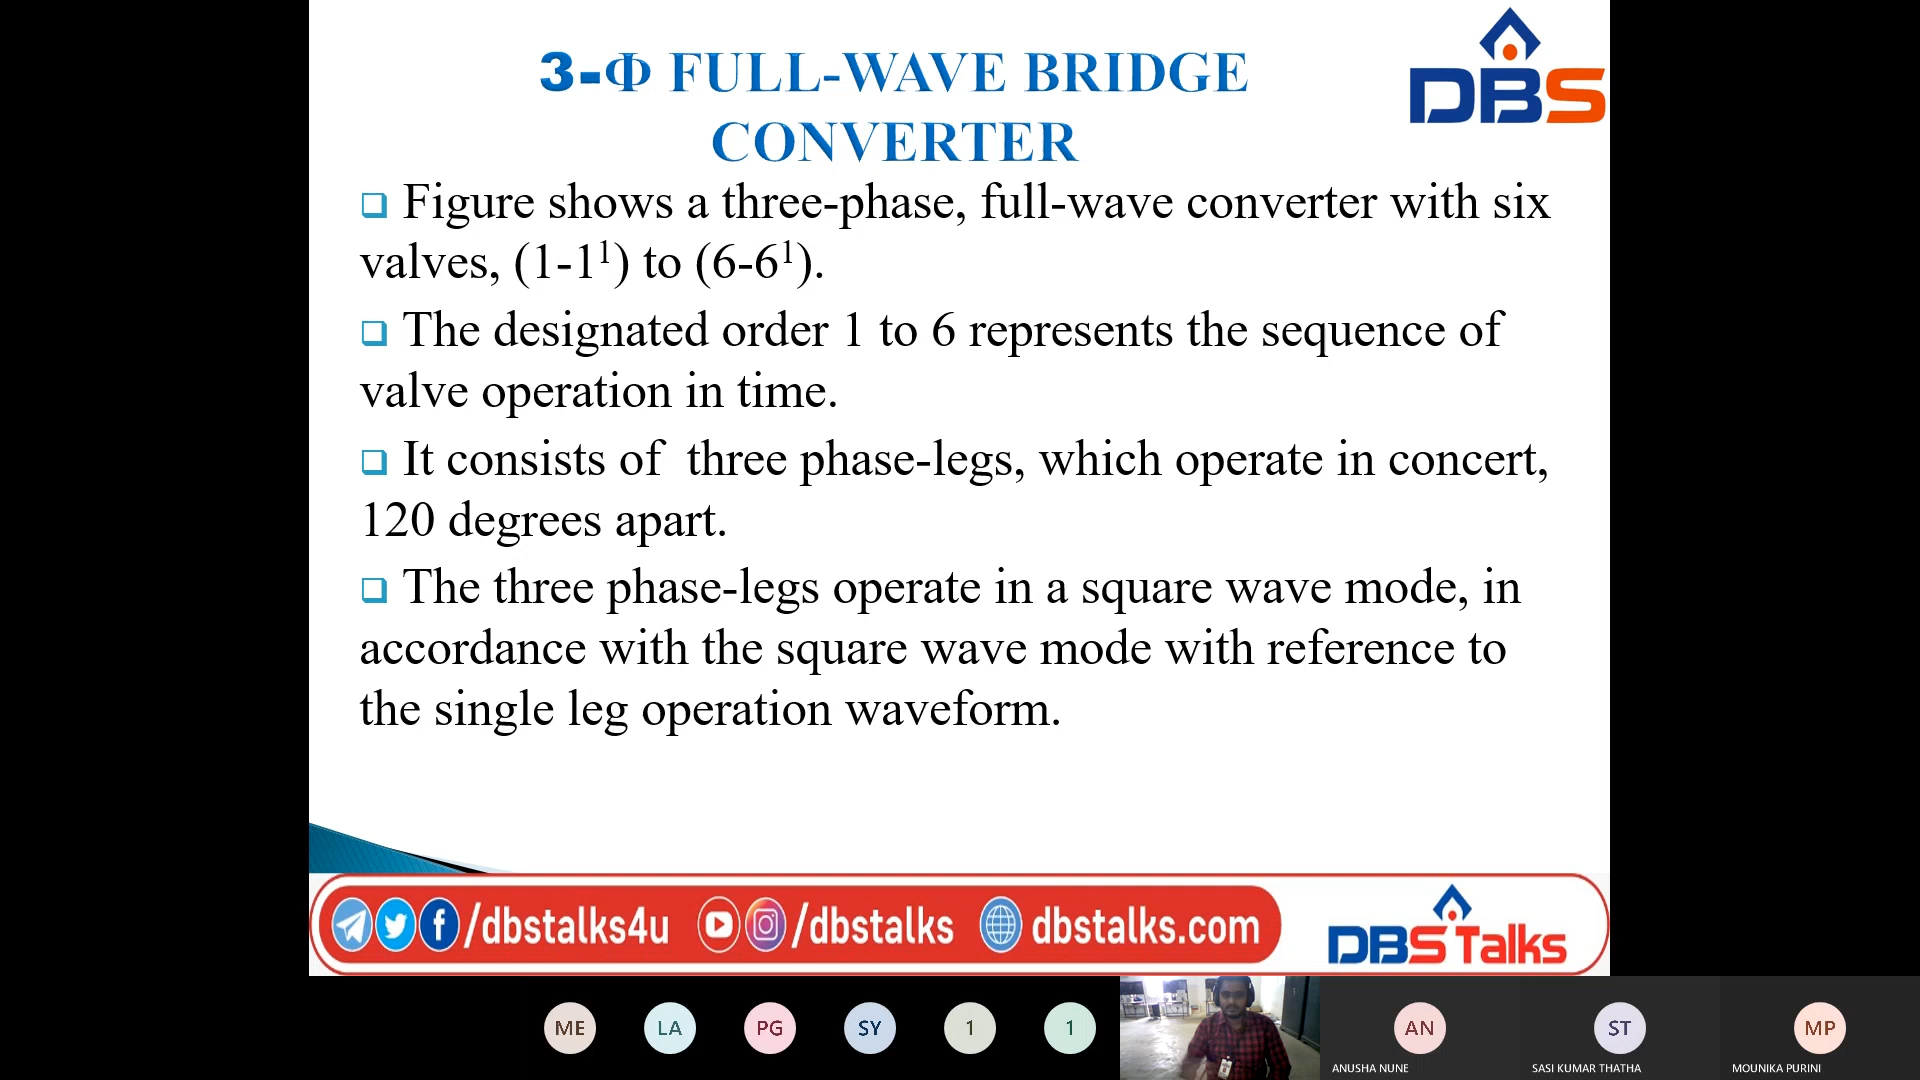 3-Φ FULL-WAVE BRIDGE
CONVERTER
DBS
Figure shows a three-phase, full-wave converter with six
valves, (1-1¹) to (6-6¹).
The designated order 1 to 6 represents the sequence of
valve operation in time.
It consists of three phase-legs, which operate in concert,
120 degrees apart.
The three phase-legs operate in a square wave mode, in
accordance with the square wave mode with reference to
the single leg operation waveform.
/dbstalks4u /dbstalks dbstalks.com
DBS Talks
ME LA PG SY 1 1 AN ST MP
ANUSHA NUNE SASI KUMAR THATHA MOUNIKA PURINI